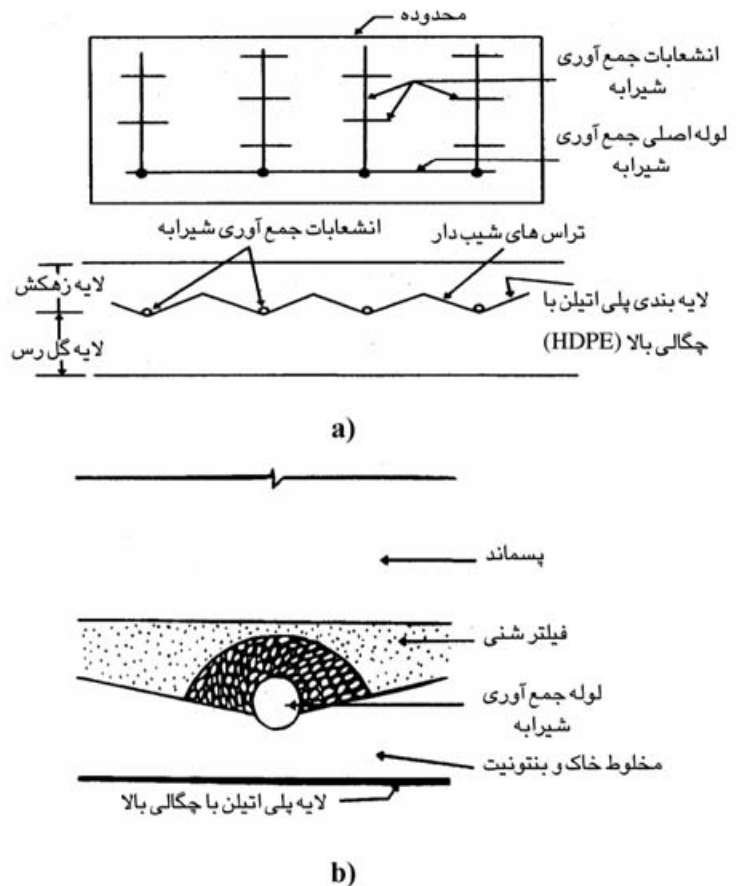 محدوده
انشعابات جمع آوری
شیرابه
لوله اصلی جمع آوری
شیرابه
انشعابات جمع آوری شیرابه
تراس های شیب دار
لایه زهکش
لایه بندی پلی اتیلن با
چگالی بالا (HDPE)
لایه گل رس
a)
پسماند
فیلتر شنی
لوله جمع آوری
شیرابه
مخلوط خاک و بنتونیت
لایه پلی اتیلن با چگالی بالا
b)